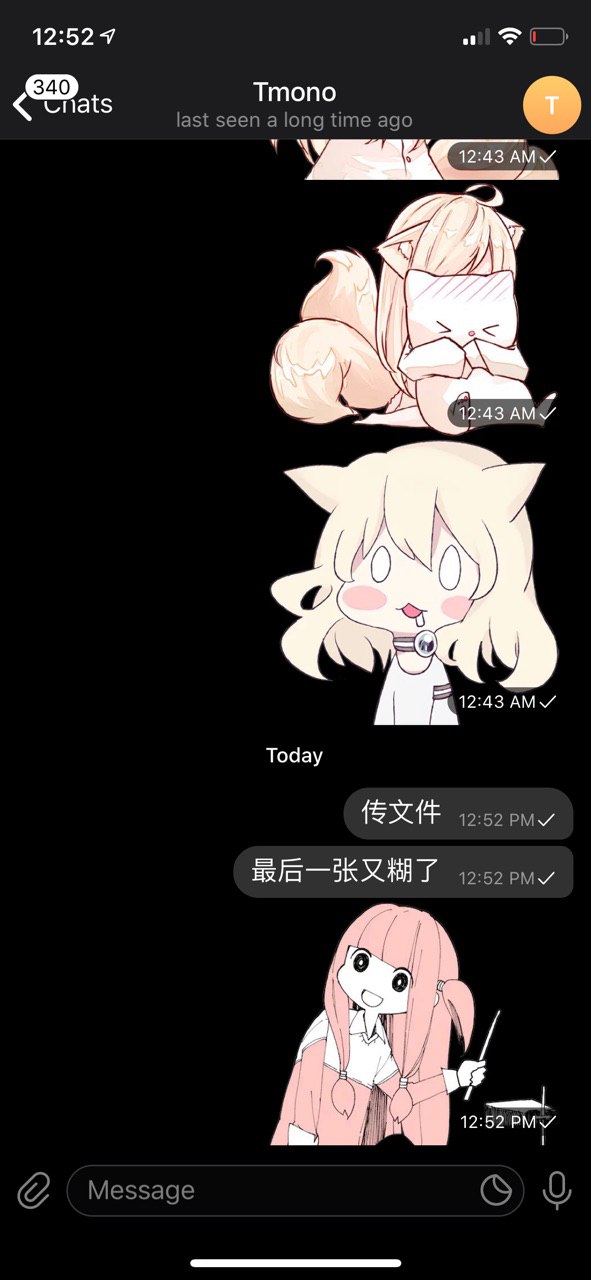 12:52
340
Chats
Tmono
last seen a long time ago
T
12:43 AM
12:43 AM
12:43 AM
Today
传文件 12:52 PM
最后一张又糊了 12:52 PM
12:52 PM
Message